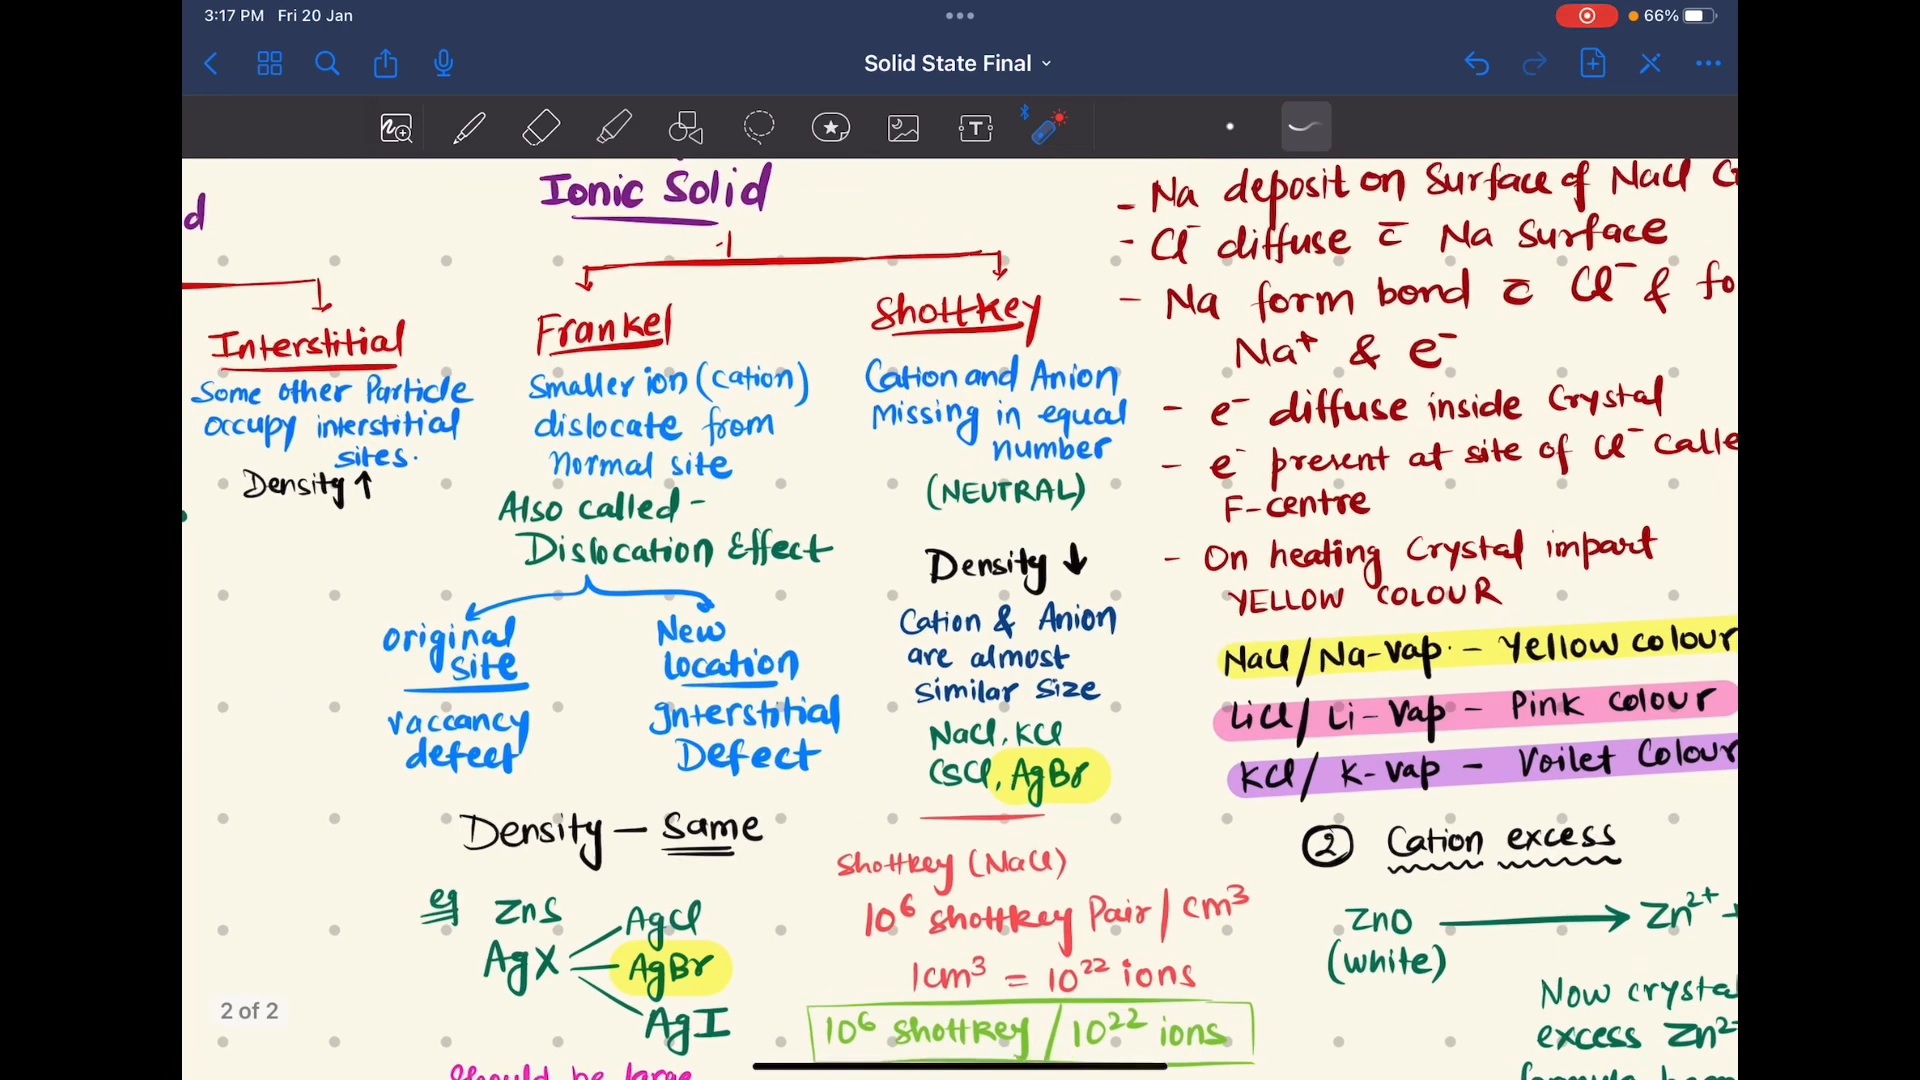 3:17 PM Fri 20 Jan
66%
Solid State Final
Ionic Solid
d
Interstitial
Some other Particle
occupy interstitial
sites.
Density ↑
Frankel
Smaller ion (cation)
dislocate from
normal site
Also called -
Dislocation Effect
original
site
vaccancy
defect
New
location
Interstitial
Defect
Density — Same
eg ZnS
AgX
AgCl
AgBr
AgI
Should be large
2 of 2
Shottkey
Cation and Anion
Missing in equal
number
(NEUTRAL)
Density ↓
Cation & Anion
are almost
similar size
NaCl, KCl
CsCl, AgBr
Shottkey (NaCl)
10⁶ shottkey Pair / cm³
1cm³ = 10²² ions
10⁶ shottkey / 10²² ions
- Na deposit on Surface of NaCl C
- Cl⁻ diffuse c̄ Na Surface
- Na form bond c̄ Cl⁻ & fo
Na⁺ & e⁻
- e⁻ diffuse inside Crystal
- e⁻ present at site of Cl⁻ Calle
F-centre
- On heating Crystal impart
YELLOW COLOUR
NaCl / Na-vap. - Yellow colour
LiCl / Li-vap - Pink colour
KCl / K-vap - Voilet Colour
② Cation excess
ZnO ⟶ Zn²⁺ +
(white)
Now crysta
excess Zn²⁺